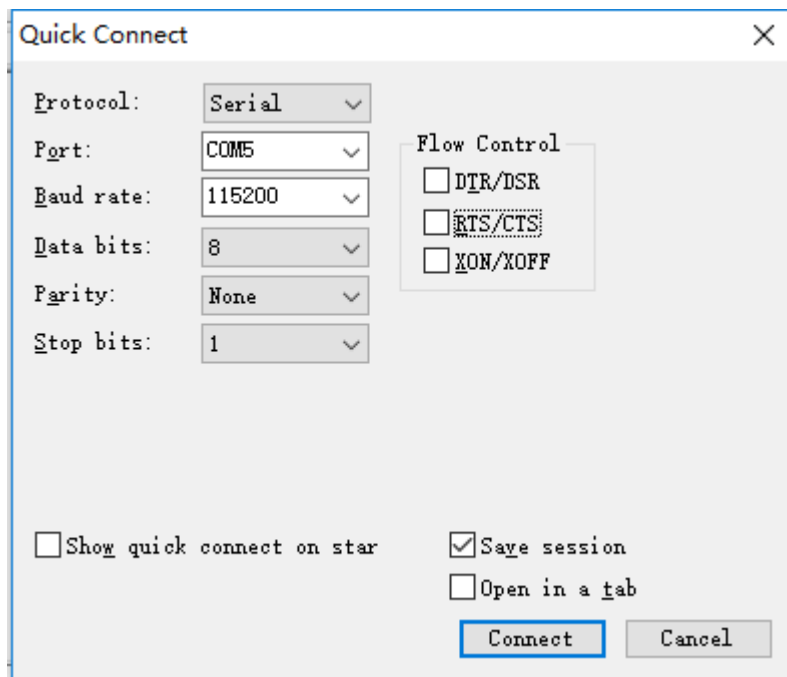 Quick Connect
Protocol: Serial
Port: COM5
Flow Control
Baud rate: 115200
DTR/DSR
RTS/CTS
Data bits: 8
XON/XOFF
Parity: None
Stop bits: 1
Show quick connect on star
Save session
Open in a tab
Connect
Cancel